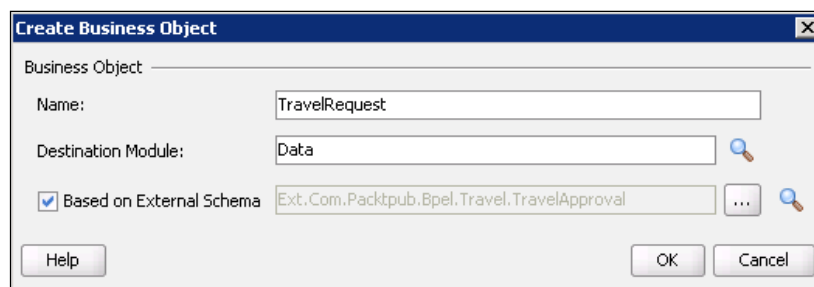 Create Business Object
Business Object
Name: TravelRequest
Destination Module: Data
Based on External Schema Ext.Com.Packtpub.Bpel.Travel.TravelApproval ...
Help OK Cancel